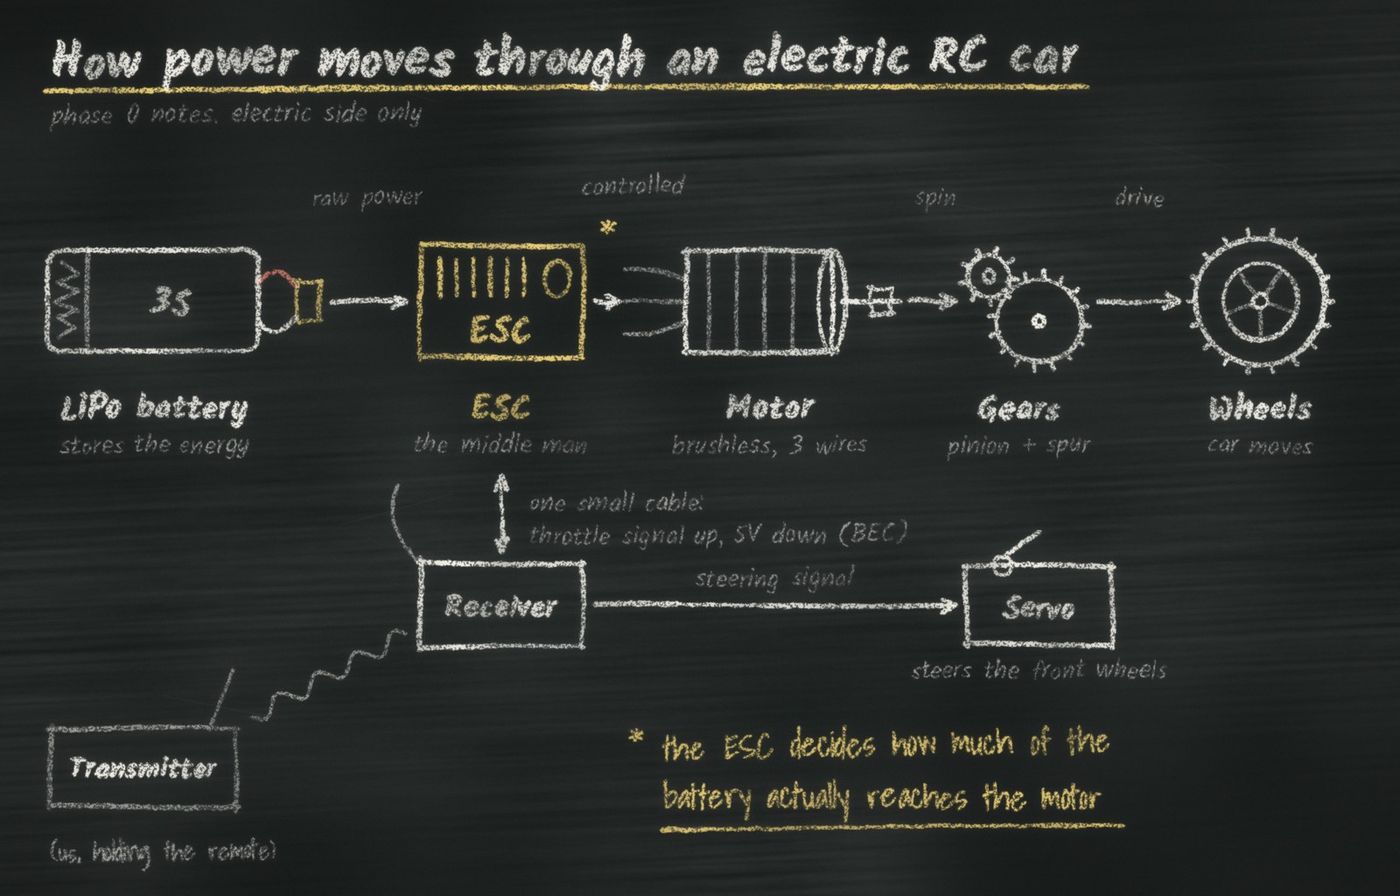 How power moves through an electric RC car
phase 0 notes. electric side only
raw power
controlled
spin
drive
*
3S
ESC
LiPo battery
ESC
Motor
Gears
Wheels
stores the energy
the middle man
brushless, 3 wires
pinion + spur
car moves
one small cable:
throttle signal up, 5V down (BEC)
steering signal
Receiver
Servo
steers the front wheels
Transmitter
(us, holding the remote)
* the ESC decides how much of the
battery actually reaches the motor